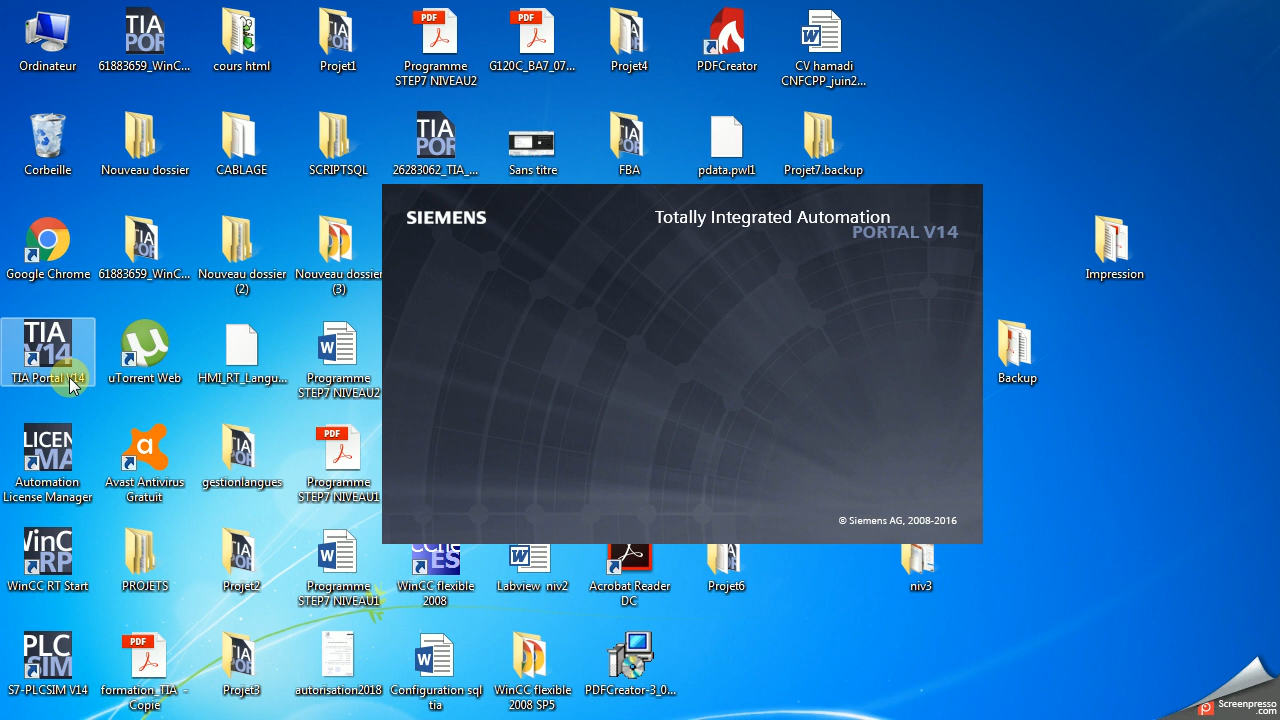 Ordinateur
61883659_WinC...
cours html
Projet1
Programme
STEP7 NIVEAU2
G120C_BA7_07...
Projet4
PDFCreator
CV hamadi
CNFCPP_juin2...
Corbeille
Nouveau dossier
CABLAGE
SCRIPTSQL
26283062_TIA_...
Sans titre
FBA
pdata.pwl1
Projet7.backup
SIEMENS
Totally Integrated Automation
PORTAL V14
Google Chrome
61883659_WinC...
Nouveau dossier
(2)
Nouveau dossier
(3)
Impression
TIA Portal V14
uTorrent Web
HMI_RT_Langu...
Programme
STEP7 NIVEAU2
Backup
Automation
License Manager
Avast Antivirus
Gratuit
gestionlangues
Programme
STEP7 NIVEAU1
© Siemens AG, 2008-2016
WinCC RT Start
PROJETS
Projet2
Programme
STEP7 NIVEAU1
WinCC flexible
2008
Labview niv2
Acrobat Reader
DC
Projet6
niv3
S7-PLCSIM V14
formation_TIA -
Copie
Projet3
autorisation2018
Configuration sql
tia
WinCC flexible
2008 SP5
PDFCreator-3_0...
Screenpresso
.com